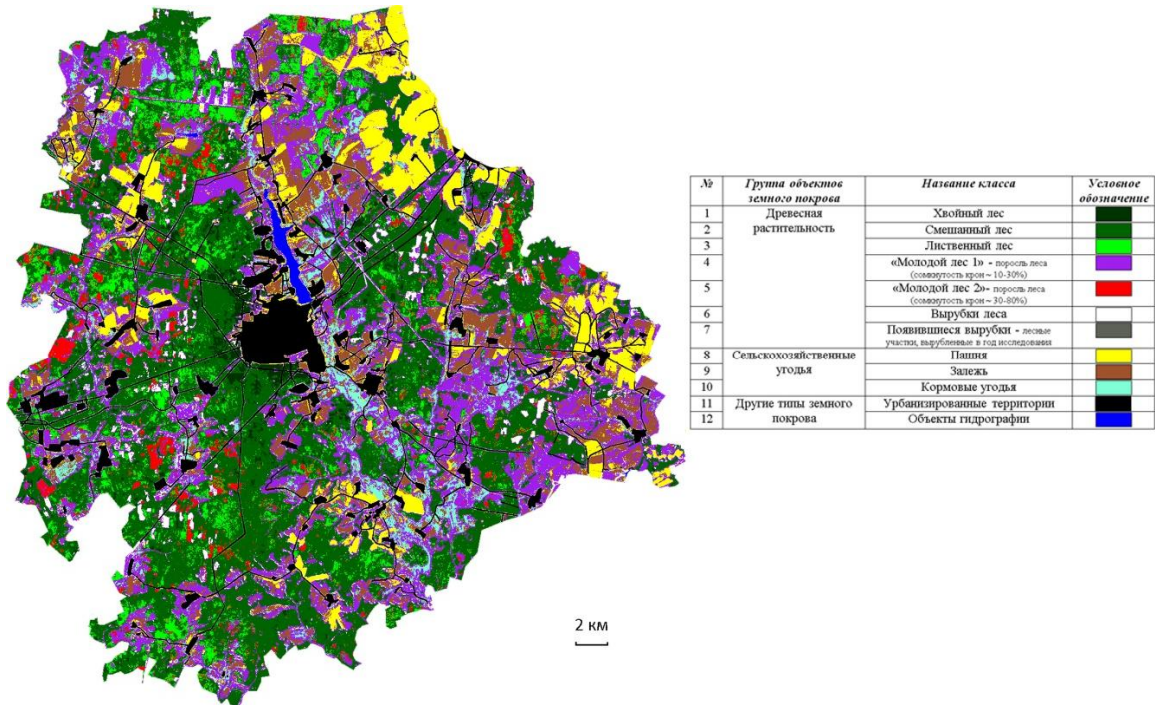 № Группа объектов земного покрова Название класса Условное обозначение
1 Древесная растительность Хвойный лес
2 Смешанный лес
3 Лиственный лес
4 «Молодой лес 1» - поросль леса
(сомкнутость крон ~ 10-30%)
5 «Молодой лес 2»- поросль леса
(сомкнутость крон ~ 30-80%)
6 Вырубки леса
7 Появившиеся вырубки - лесные
участки, вырубленные в год исследования
8 Сельскохозяйственные угодья Пашня
9 Залежь
10 Кормовые угодья
11 Другие типы земного покрова Урбанизированные территории
12 Объекты гидрографии
2 км